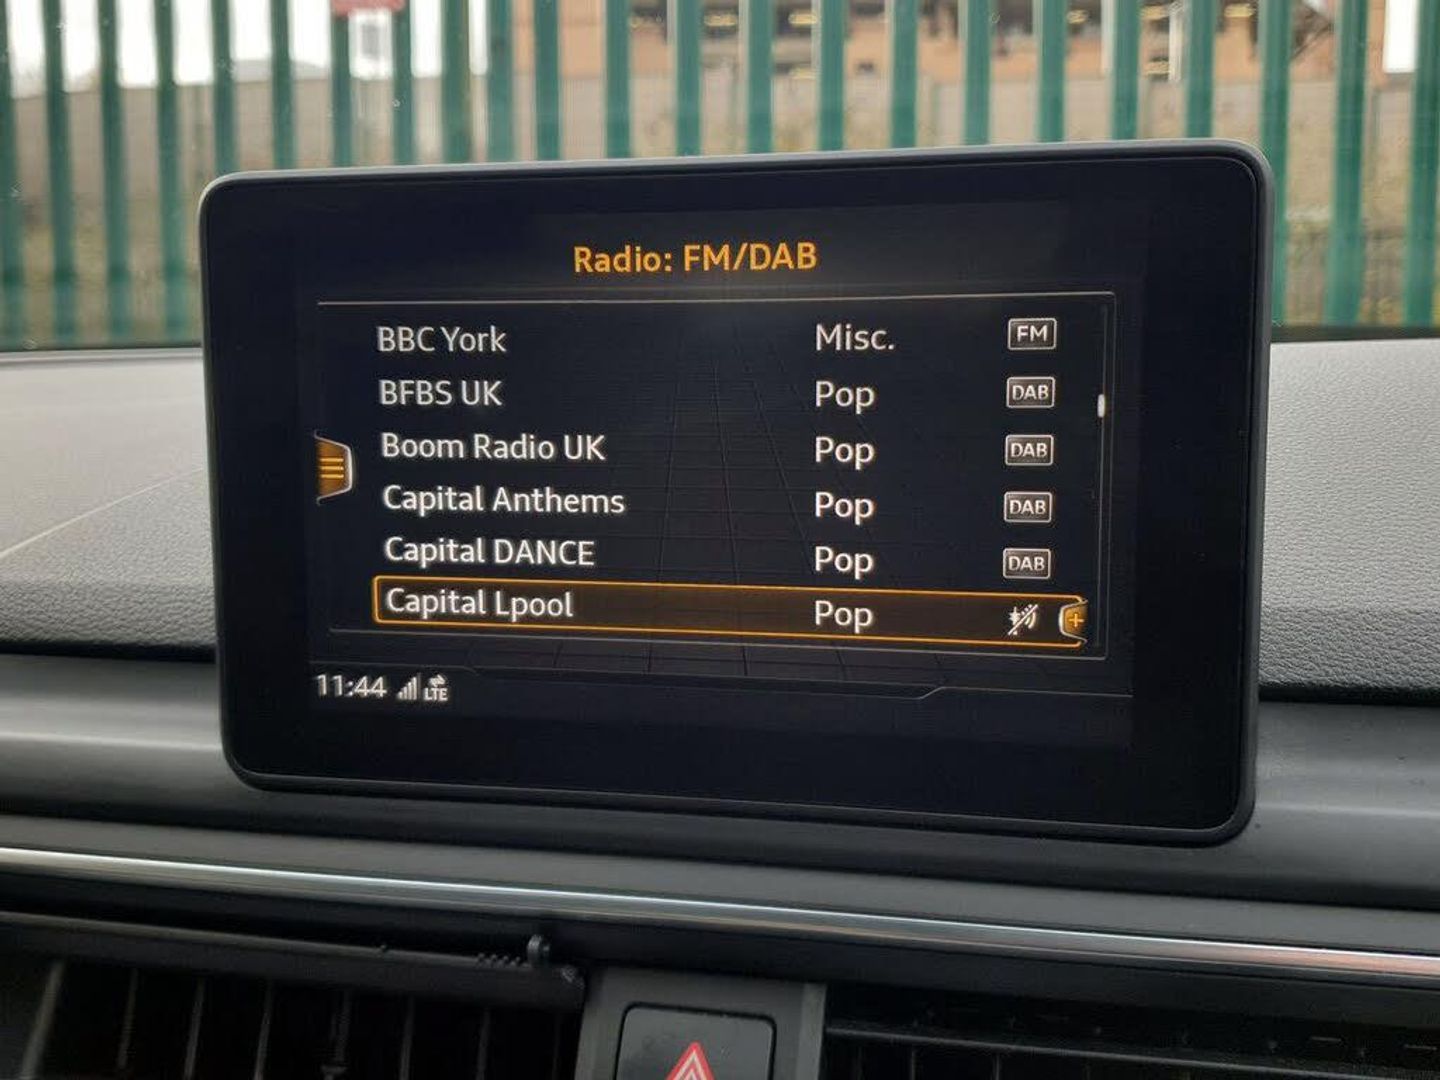 Radio: FM/DAB
BBC York Misc. FM
BFBS UK Pop DAB
Boom Radio UK Pop DAB
Capital Anthems Pop DAB
Capital DANCE Pop DAB
Capital Lpool Pop
11:44 LTE